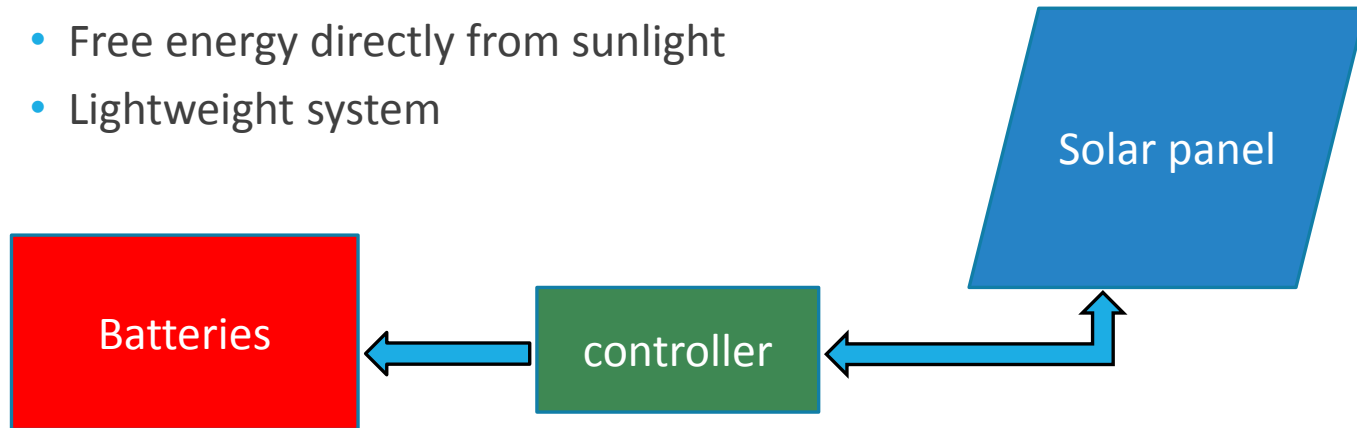 • Free energy directly from sunlight
• Lightweight system
Solar panel
Batteries
controller